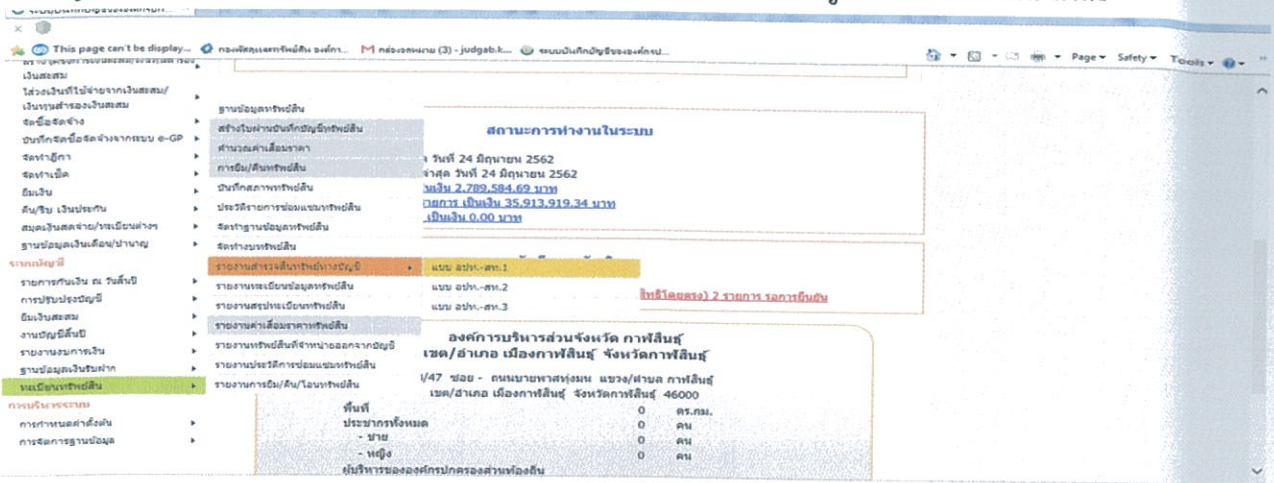 This page can't be display... กองพัสดุและทรัพย์สิน องค์กา... กล่องจดหมาย (3) - judgab.k... ระบบบันทึกบัญชีขององค์กรป...
Page Safety Tools
เงินสะสม
ใส่วงเงินที่ใช้จ่ายจากเงินสะสม/
เงินทุนสำรองเงินสะสม
จัดซื้อจัดจ้าง
บันทึกจัดซื้อจัดจ้างจากระบบ e-GP
จัดทำฎีกา
จัดทำเช็ค
ยืมเงิน
คืน/ริบ เงินประกัน
สมุดเงินสดจ่าย/ทะเบียนต่างๆ
ฐานข้อมูลเงินเดือน/บำนาญ
ระบบบัญชี
รายการกันเงิน ณ วันสิ้นปี
การปรับปรุงบัญชี
ยืมเงินสะสม
งานบัญชีสิ้นปี
รายงานงบการเงิน
ฐานข้อมูลเงินรับฝาก
ทะเบียนทรัพย์สิน
การบริหารระบบ
การกำหนดค่าตั้งต้น
การจัดการฐานข้อมูล
ฐานข้อมูลทรัพย์สิน
สร้างใบผ่านบันทึกบัญชีทรัพย์สิน
คำนวณค่าเสื่อมราคา
การยืม/คืนทรัพย์สิน
บันทึกสภาพทรัพย์สิน
ประวัติรายการซ่อมแซมทรัพย์สิน
จัดทำฐานข้อมูลทรัพย์สิน
จัดทำงบทรัพย์สิน
รายงานสำรวจสินทรัพย์ทางบัญชี
รายงานทะเบียนข้อมูลทรัพย์สิน
รายงานสรุปทะเบียนทรัพย์สิน
รายงานค่าเสื่อมราคาทรัพย์สิน
รายงานทรัพย์สินที่จำหน่ายออกจากบัญชี
รายงานประวัติการซ่อมแซมทรัพย์สิน
รายงานการยืม/คืน/โอนทรัพย์สิน
แบบ อปท.-สท.1
แบบ อปท.-สท.2
แบบ อปท.-สท.3
สถานะการทำงานในระบบ
วันที่ 24 มิถุนายน 2562
ล่าสุด วันที่ 24 มิถุนายน 2562
เป็นเงิน 2,789,584.69 บาท
รายการ เป็นเงิน 35,913,919.34 บาท
เป็นเงิน 0.00 บาท
สิทธิโดยตรง) 2 รายการ รอการยืนยัน
องค์การบริหารส่วนจังหวัด กาฬสินธุ์
เขต/อำเภอ เมืองกาฬสินธุ์ จังหวัดกาฬสินธุ์
/47 ซอย - ถนนบายพาสทุ่งมน แขวง/ตำบล กาฬสินธุ์
เขต/อำเภอ เมืองกาฬสินธุ์ จังหวัดกาฬสินธุ์ 46000
พื้นที่ 0 ตร.กม.
ประชากรทั้งหมด 0 คน
- ชาย 0 คน
- หญิง 0 คน
ผู้บริหารขององค์กรปกครองส่วนท้องถิ่น